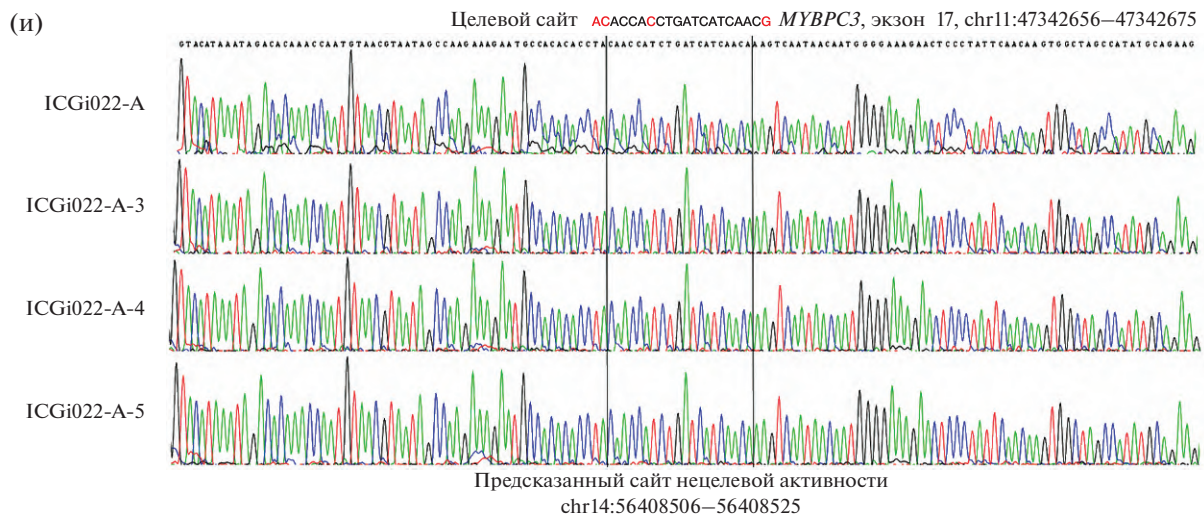 (и)
Целевой сайт ACACCACCTGATCATCAACG MYBPC3, экзон 17, chr11:47342656–47342675
GTACATAAATAGACACAAACCAATGTAACGTAATAGCCAAGAAAGAATGCCACACACCTACAACCATCTGATCATCAACAAAGTCAATAACAATGGGGAAAGAACTCCCTATTCAACAAGTGGCTAGCCATATGCAGAAG
ICGi022-A
ICGi022-A-3
ICGi022-A-4
ICGi022-A-5
Предсказанный сайт нецелевой активности
chr14:56408506–56408525